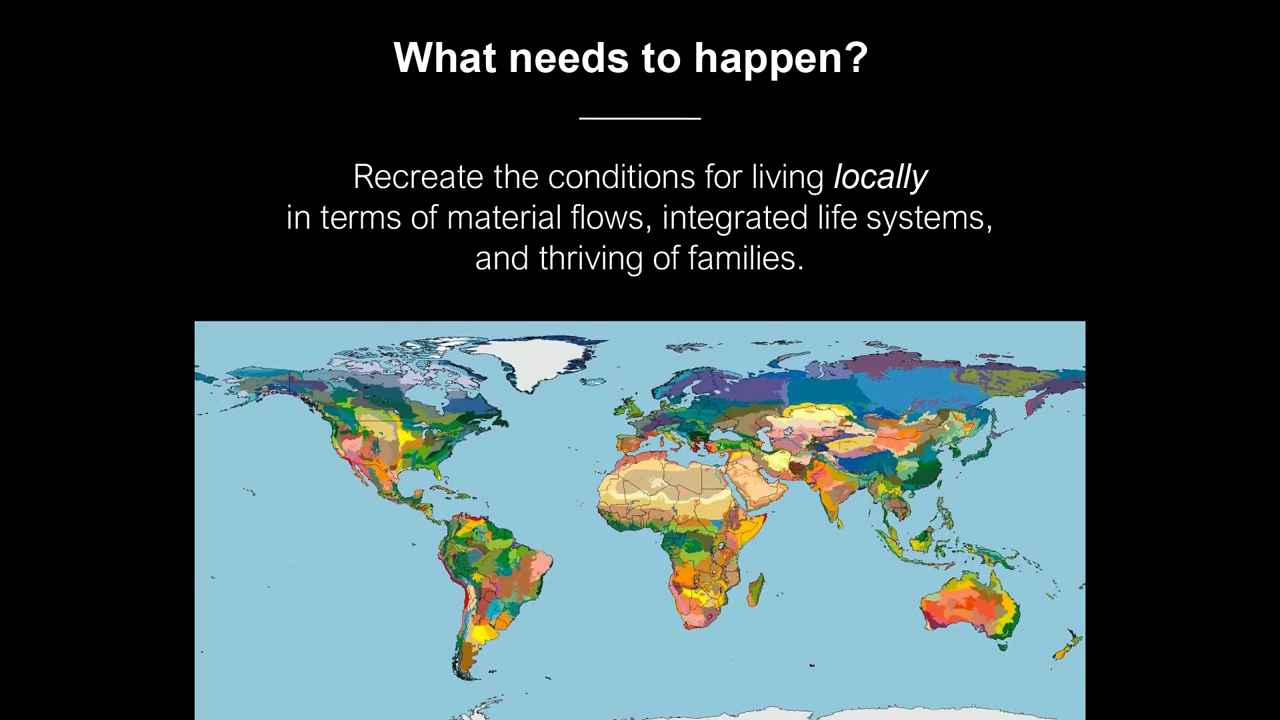 What needs to happen?
Recreate the conditions for living locally
in terms of material flows, integrated life systems,
and thriving of families.